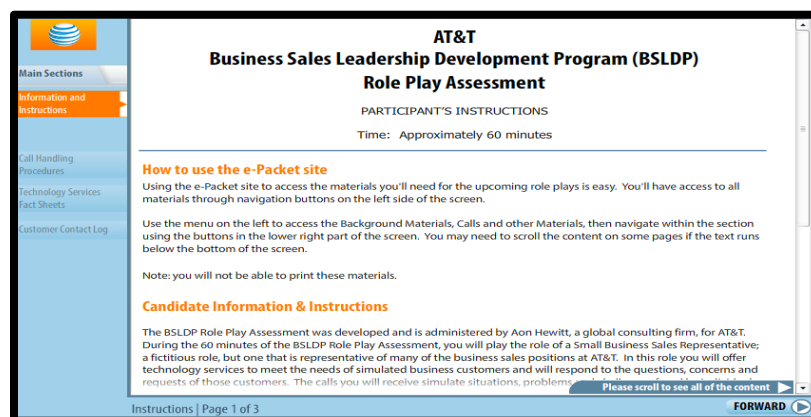 AT&T
Business Sales Leadership Development Program (BSLDP)
Role Play Assessment
PARTICIPANT'S INSTRUCTIONS
Time: Approximately 60 minutes
Main Sections
Information and
Instructions
Call Handling
Procedures
Technology Services
Fact Sheets
Customer Contact Log
How to use the e-Packet site
Using the e-Packet site to access the materials you'll need for the upcoming role plays is easy. You'll have access to all
materials through navigation buttons on the left side of the screen.
Use the menu on the left to access the Background Materials, Calls and other Materials, then navigate within the section
using the buttons in the lower right part of the screen. You may need to scroll the content on some pages if the text runs
below the bottom of the screen.
Note: you will not be able to print these materials.
Candidate Information & Instructions
The BSLDP Role Play Assessment was developed and is administered by Aon Hewitt, a global consulting firm, for AT&T.
During the 60 minutes of the BSLDP Role Play Assessment, you will play the role of a Small Business Sales Representative;
a fictitious role, but one that is representative of many of the business sales positions at AT&T. In this role you will offer
technology services to meet the needs of simulated business customers and will respond to the questions, concerns and
requests of those customers. The calls you will receive simulate situations, problems
Please scroll to see all of the content
Instructions | Page 1 of 3
FORWARD